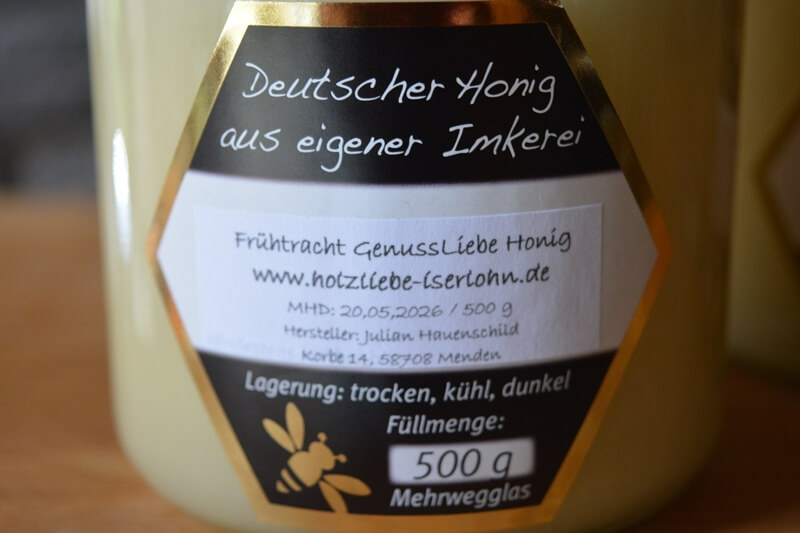 Deutscher Honig
aus eigener Imkerei
Frühtracht GenussLiebe Honig
www.holzliebe-iserlohn.de
MHD: 20,05,2026 / 500 g
Hersteller: Julian Hauenschild
Korbe 14, 58708 Menden
Lagerung: trocken, kühl, dunkel
Füllmenge:
500 g
Mehrwegglas